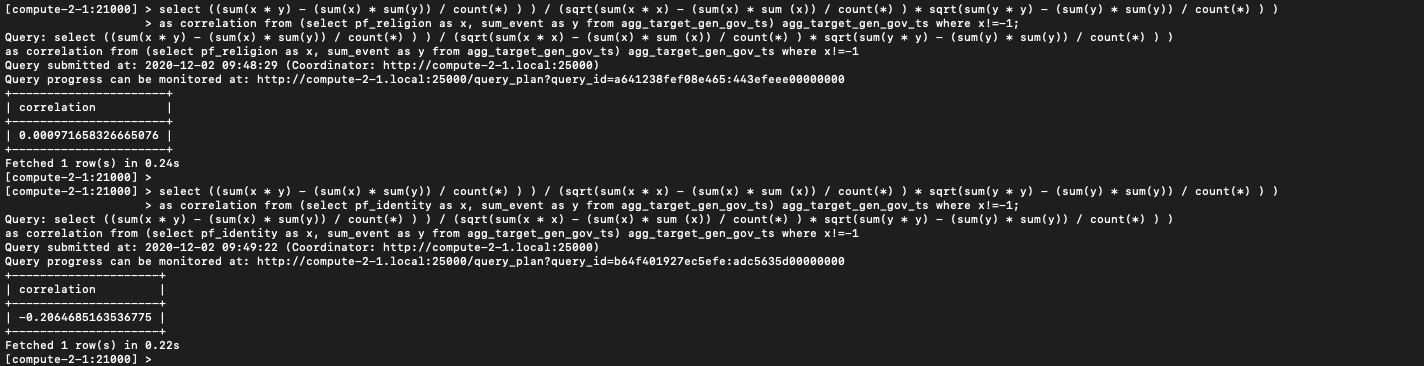 [compute-2-1:21000] > select ((sum(x * y) - (sum(x) * sum(y)) / count(*) ) ) / (sqrt(sum(x * x) - (sum(x) * sum (x)) / count(*) ) * sqrt(sum(y * y) - (sum(y) * sum(y)) / count(*) ) )
> as correlation from (select pf_religion as x, sum_event as y from agg_target_gen_gov_ts) agg_target_gen_gov_ts where x!=-1;
Query: select ((sum(x * y) - (sum(x) * sum(y)) / count(*) ) ) / (sqrt(sum(x * x) - (sum(x) * sum (x)) / count(*) ) * sqrt(sum(y * y) - (sum(y) * sum(y)) / count(*) ) )
as correlation from (select pf_religion as x, sum_event as y from agg_target_gen_gov_ts) agg_target_gen_gov_ts where x!=-1
Query submitted at: 2020-12-02 09:48:29 (Coordinator: http://compute-2-1.local:25000)
Query progress can be monitored at: http://compute-2-1.local:25000/query_plan?query_id=a641238fef08e465:443efeee00000000
+----------------------+
| correlation          |
+----------------------+
| 0.000971658326665076 |
+----------------------+
Fetched 1 row(s) in 0.24s
[compute-2-1:21000] >
[compute-2-1:21000] > select ((sum(x * y) - (sum(x) * sum(y)) / count(*) ) ) / (sqrt(sum(x * x) - (sum(x) * sum (x)) / count(*) ) * sqrt(sum(y * y) - (sum(y) * sum(y)) / count(*) ) )
> as correlation from (select pf_identity as x, sum_event as y from agg_target_gen_gov_ts) agg_target_gen_gov_ts where x!=-1;
Query: select ((sum(x * y) - (sum(x) * sum(y)) / count(*) ) ) / (sqrt(sum(x * x) - (sum(x) * sum (x)) / count(*) ) * sqrt(sum(y * y) - (sum(y) * sum(y)) / count(*) ) )
as correlation from (select pf_identity as x, sum_event as y from agg_target_gen_gov_ts) agg_target_gen_gov_ts where x!=-1
Query submitted at: 2020-12-02 09:49:22 (Coordinator: http://compute-2-1.local:25000)
Query progress can be monitored at: http://compute-2-1.local:25000/query_plan?query_id=b64f401927ec5efe:adc5635d00000000
+---------------------+
| correlation         |
+---------------------+
| -0.2064685163536775 |
+---------------------+
Fetched 1 row(s) in 0.22s
[compute-2-1:21000] >